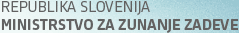 REPUBLIKA SLOVENIJA
MINISTRSTVO ZA ZUNANJE ZADEVE